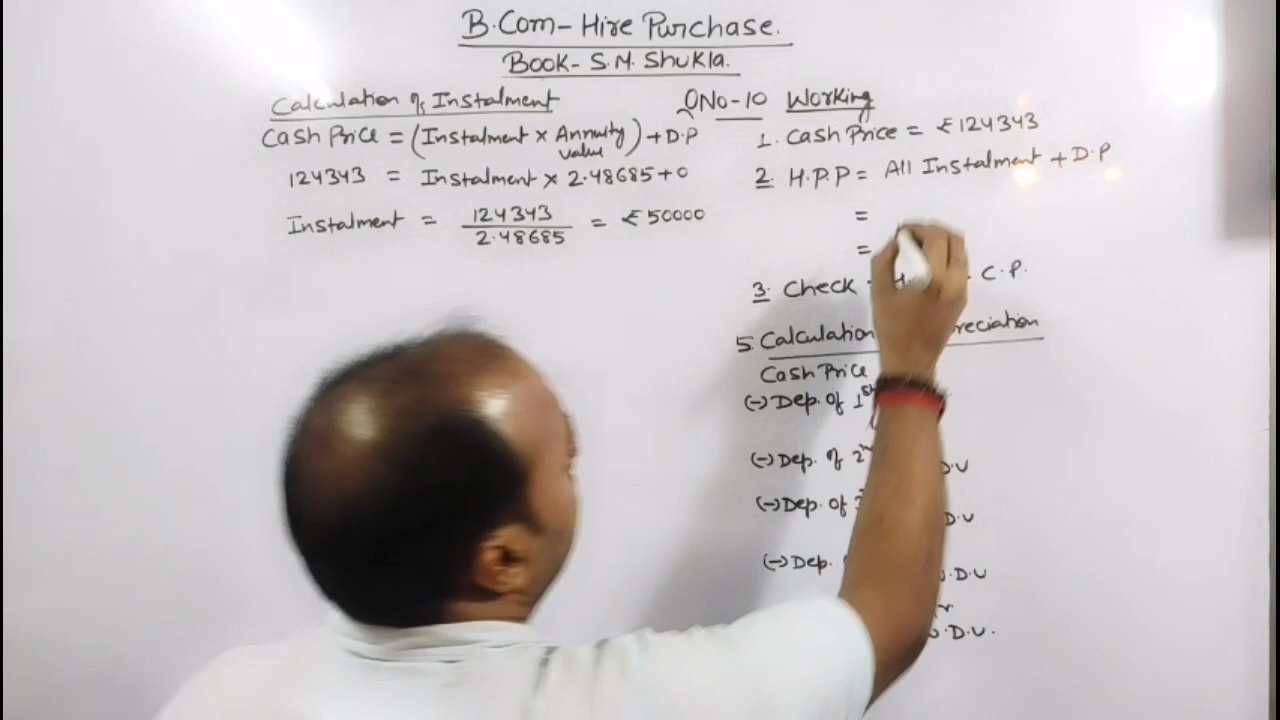 B.Com- Hire Purchase.
Book- S.M. Shukla.
Calculation of Instalment
Cash Price = (Instalment x Annuity value) + D.P
124343 = Instalment x 2.48685 + 0
Instalment = 124343 / 2.48685 = ₹ 50000
QNo-10 Working
1. Cash Price = ₹ 124343
2. H.P.P = All Instalment + D.P
=
=
3. Check - C.P.
5. Calculation
Cash Price
(-) Dep. of 1st
(-) Dep. of 2
(-) Dep. of 3
(-) Dep.